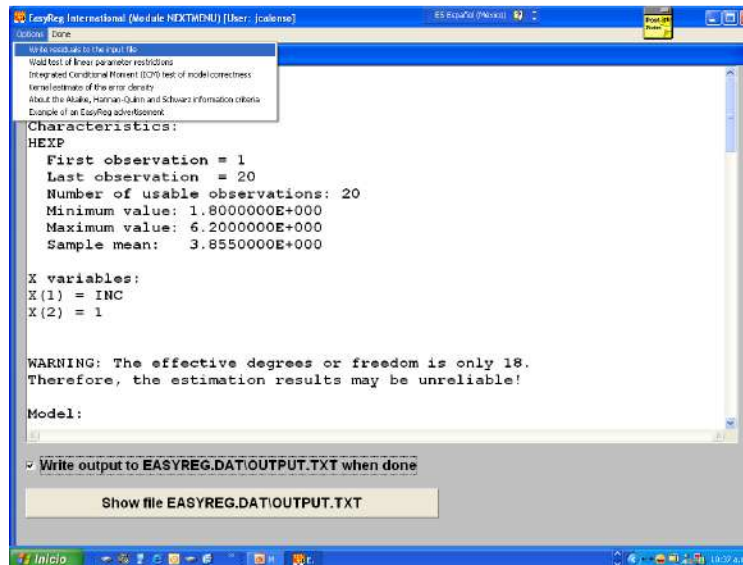 EasyReg International (Module NEXTMENU) [User: jcalonso]
ES Español (México)
Options Done
Write residuals to the input file
Wald test of linear parameter restrictions
Integrated Conditional Moment (ICM) test of model correctness
Kernel estimate of the error density
About the Akaike, Hannan-Quinn and Schwarz information criteria
Example of an EasyReg advertisement
Characteristics:
HEXP
First observation = 1
Last observation = 20
Number of usable observations: 20
Minimum value: 1.8000000E+000
Maximum value: 6.2000000E+000
Sample mean: 3.8550000E+000
X variables:
X(1) = INC
X(2) = 1
WARNING: The effective degrees or freedom is only 18.
Therefore, the estimation results may be unreliable!
Model:
Write output to EASYREG.DAT\OUTPUT.TXT when done
Show file EASYREG.DAT\OUTPUT.TXT
Inicio
10:37 a.m.